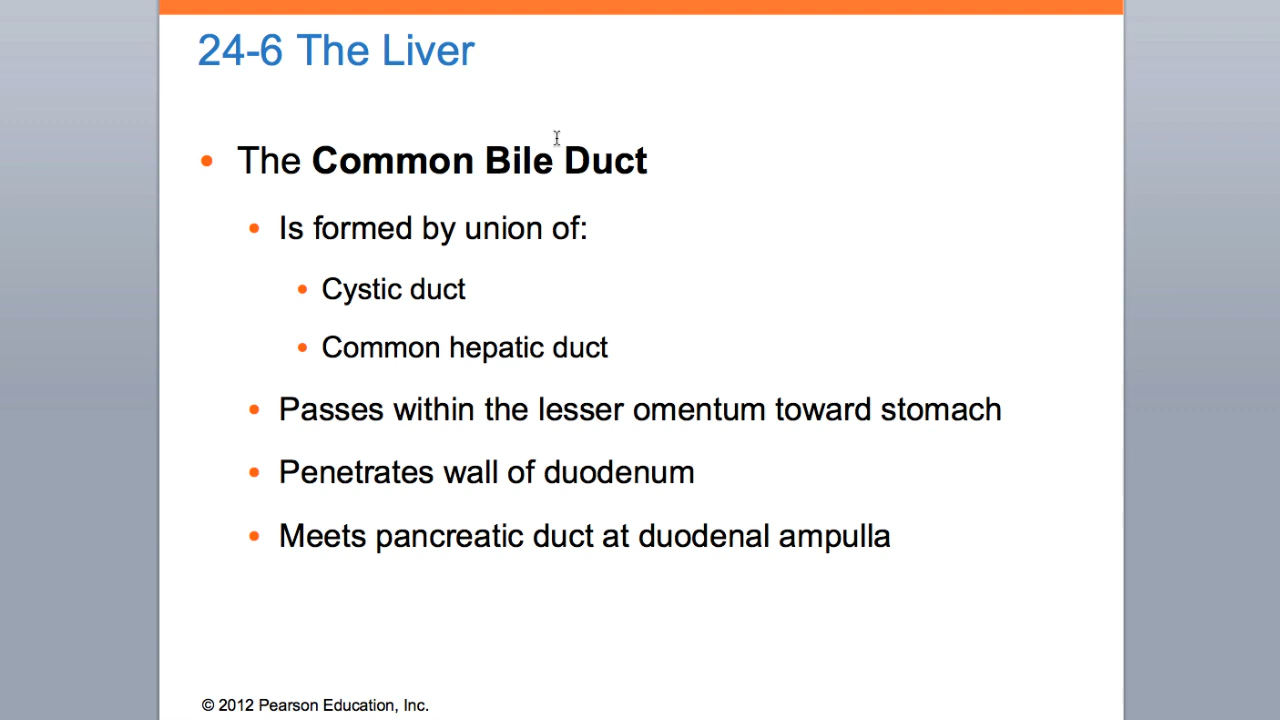 24-6 The Liver
• The Common Bile Duct
• Is formed by union of:
• Cystic duct
• Common hepatic duct
• Passes within the lesser omentum toward stomach
• Penetrates wall of duodenum
• Meets pancreatic duct at duodenal ampulla
© 2012 Pearson Education, Inc.